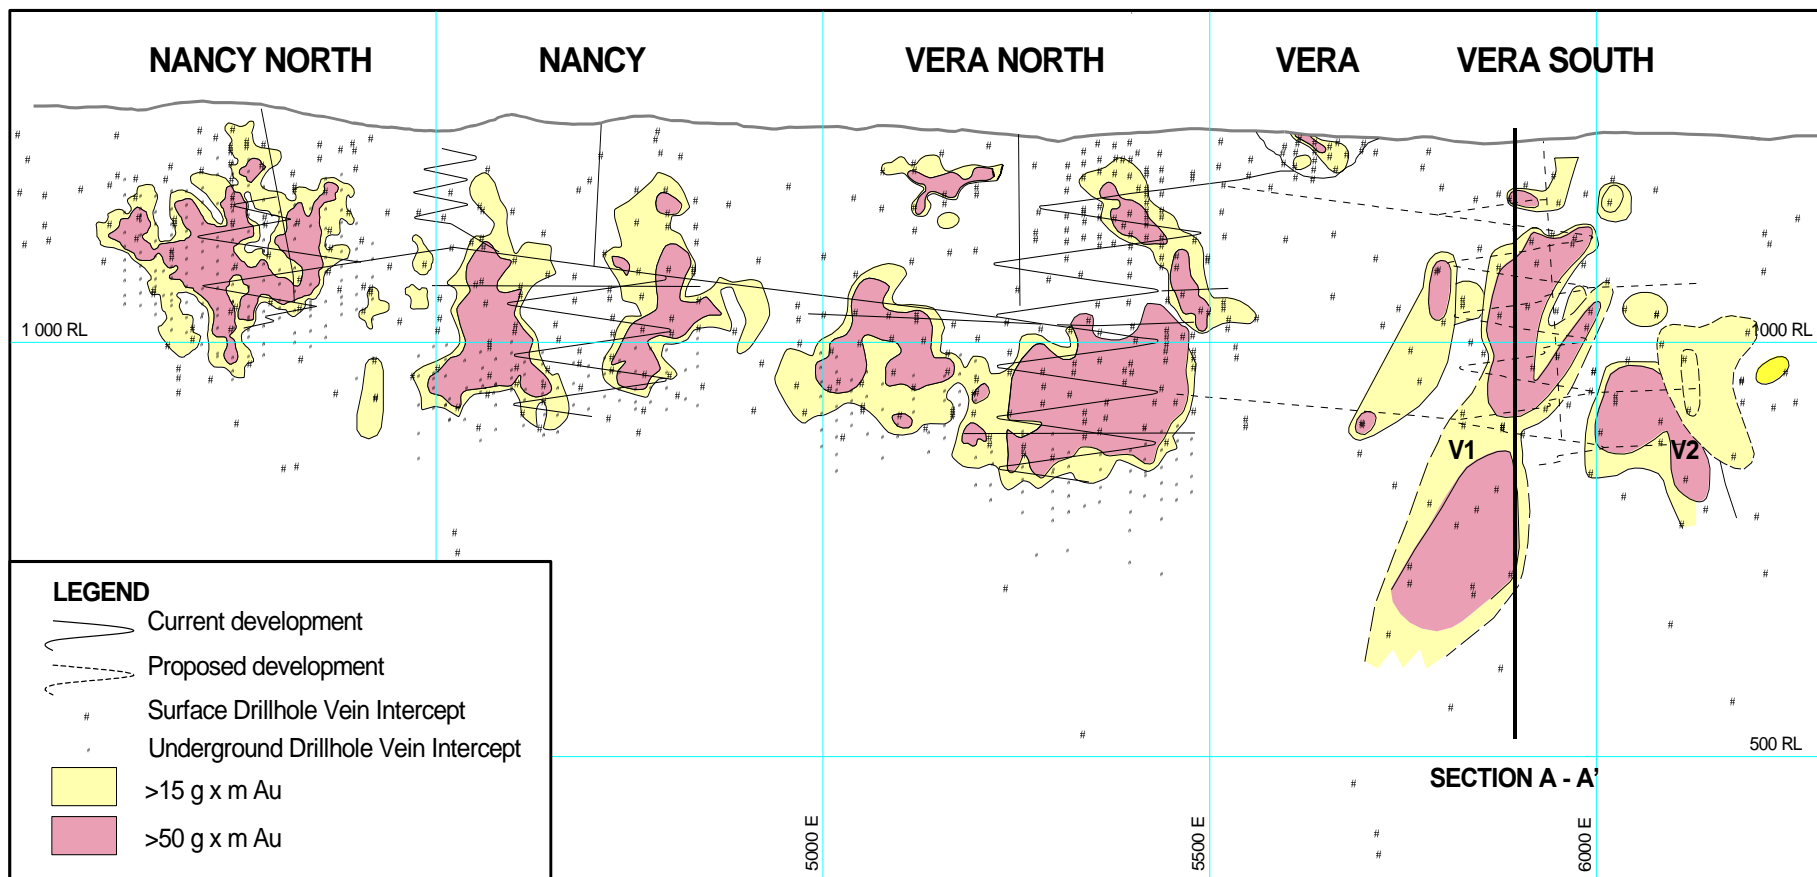 NANCY NORTH
NANCY
VERA NORTH
VERA
VERA SOUTH
1 000 RL
1000 RL
V1
V2
LEGEND
Current development
Proposed development
# Surface Drillhole Vein Intercept
Underground Drillhole Vein Intercept
>15 g x m Au
>50 g x m Au
500 RL
SECTION A - A'
5000 E
5500 E
6000 E